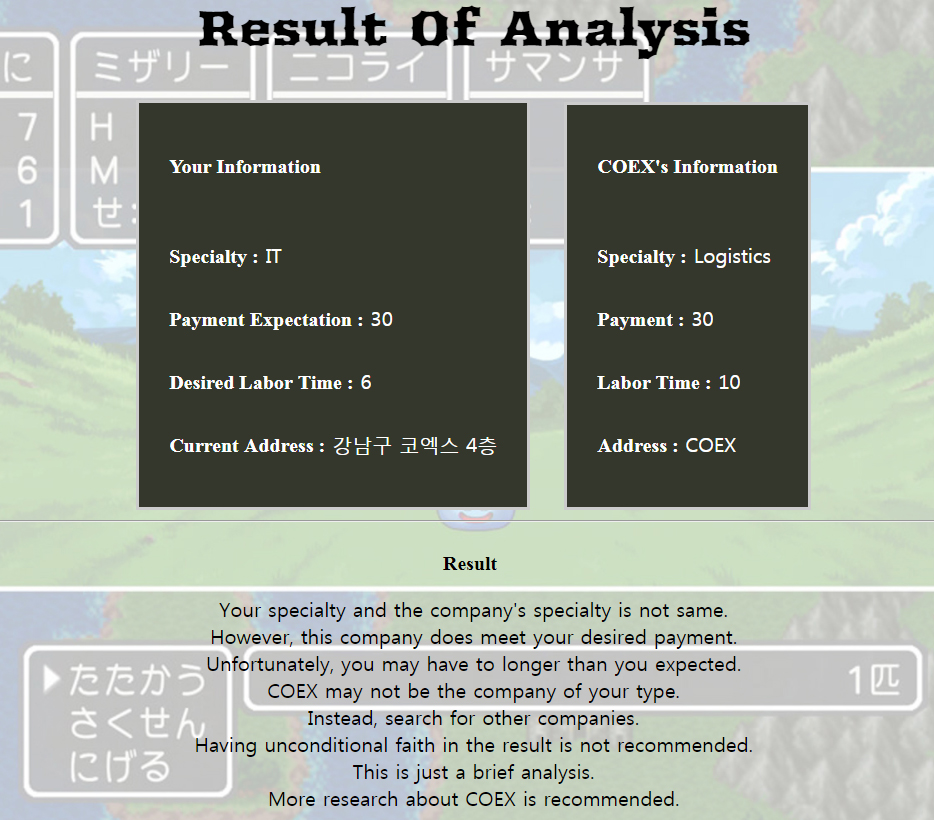 Result Of Analysis
に ミザリー ニコライ サマンサ
7 H
6 M
1 せ:
Your Information
Specialty : IT
Payment Expectation : 30
Desired Labor Time : 6
Current Address : 강남구 코엑스 4층
COEX's Information
Specialty : Logistics
Payment : 30
Labor Time : 10
Address : COEX
Result
Your specialty and the company's specialty is not same.
However, this company does meet your desired payment.
Unfortunately, you may have to longer than you expected.
COEX may not be the company of your type.
Instead, search for other companies.
Having unconditional faith in the result is not recommended.
This is just a brief analysis.
More research about COEX is recommended.
たたかう
さくせん
にげる
1匹